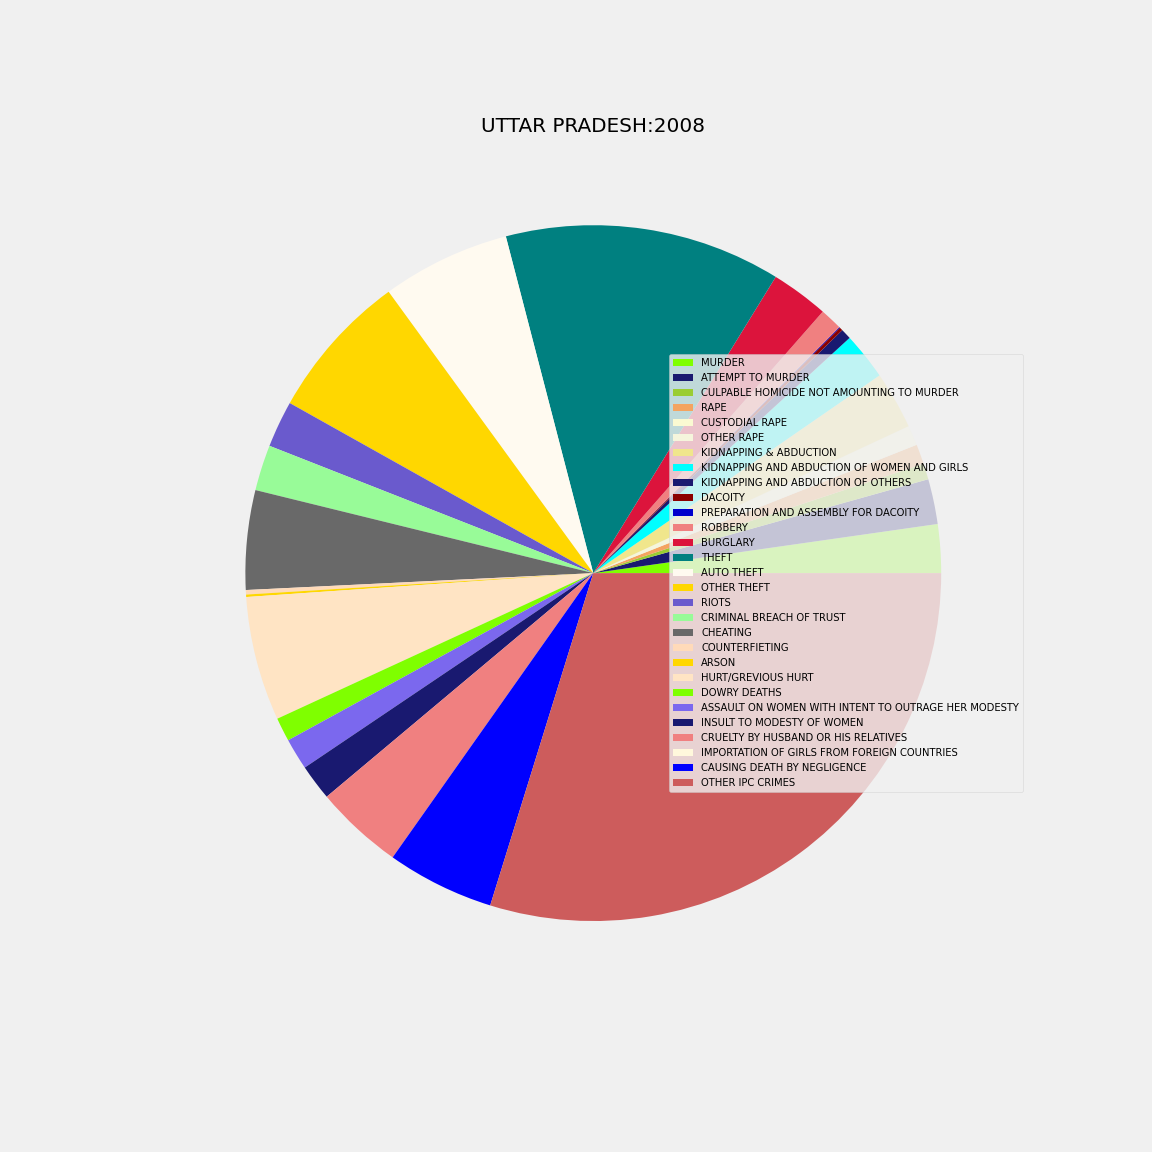 UTTAR PRADESH:2008
MURDER
ATTEMPT TO MURDER
CULPABLE HOMICIDE NOT AMOUNTING TO MURDER
RAPE
CUSTODIAL RAPE
OTHER RAPE
KIDNAPPING & ABDUCTION
KIDNAPPING AND ABDUCTION OF WOMEN AND GIRLS
KIDNAPPING AND ABDUCTION OF OTHERS
DACOITY
PREPARATION AND ASSEMBLY FOR DACOITY
ROBBERY
BURGLARY
THEFT
AUTO THEFT
OTHER THEFT
RIOTS
CRIMINAL BREACH OF TRUST
CHEATING
COUNTERFIETING
ARSON
HURT/GREVIOUS HURT
DOWRY DEATHS
ASSAULT ON WOMEN WITH INTENT TO OUTRAGE HER MODESTY
INSULT TO MODESTY OF WOMEN
CRUELTY BY HUSBAND OR HIS RELATIVES
IMPORTATION OF GIRLS FROM FOREIGN COUNTRIES
CAUSING DEATH BY NEGLIGENCE
OTHER IPC CRIMES